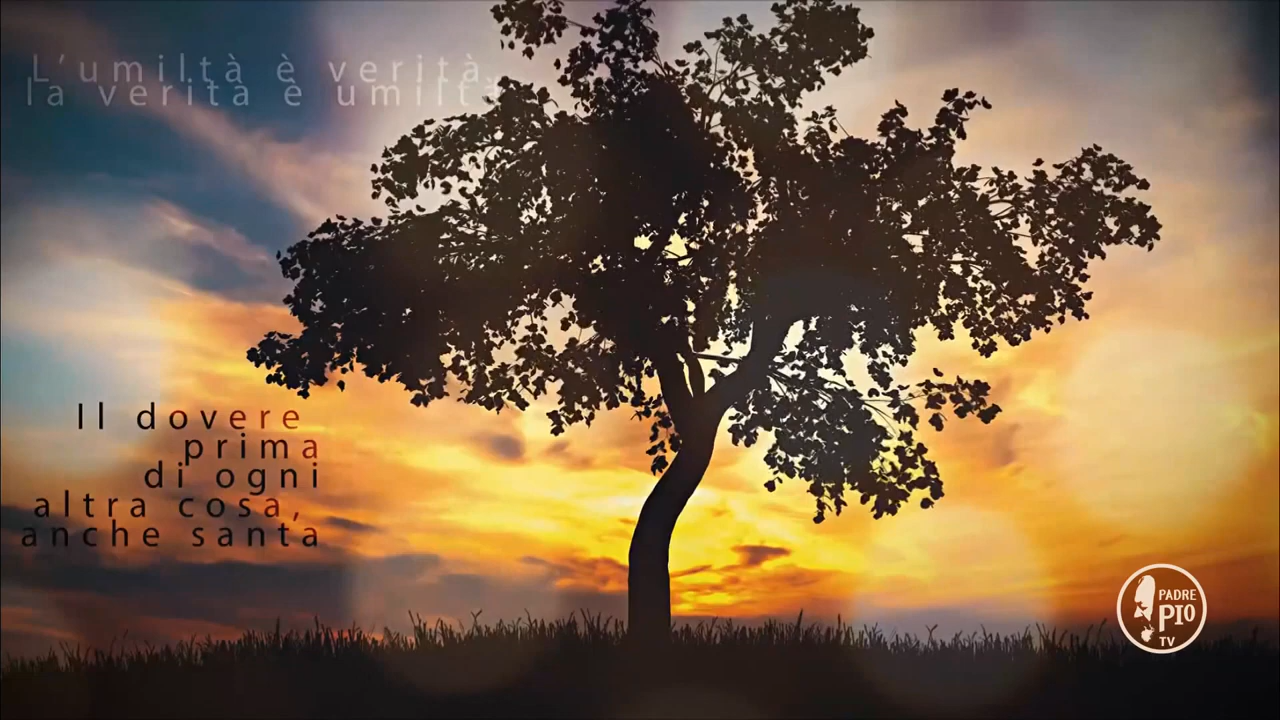 L'umiltà è verità,
la verità è umiltà
Il dovere
prima
di ogni
altra cosa,
anche santa
PADRE
PIO
TV